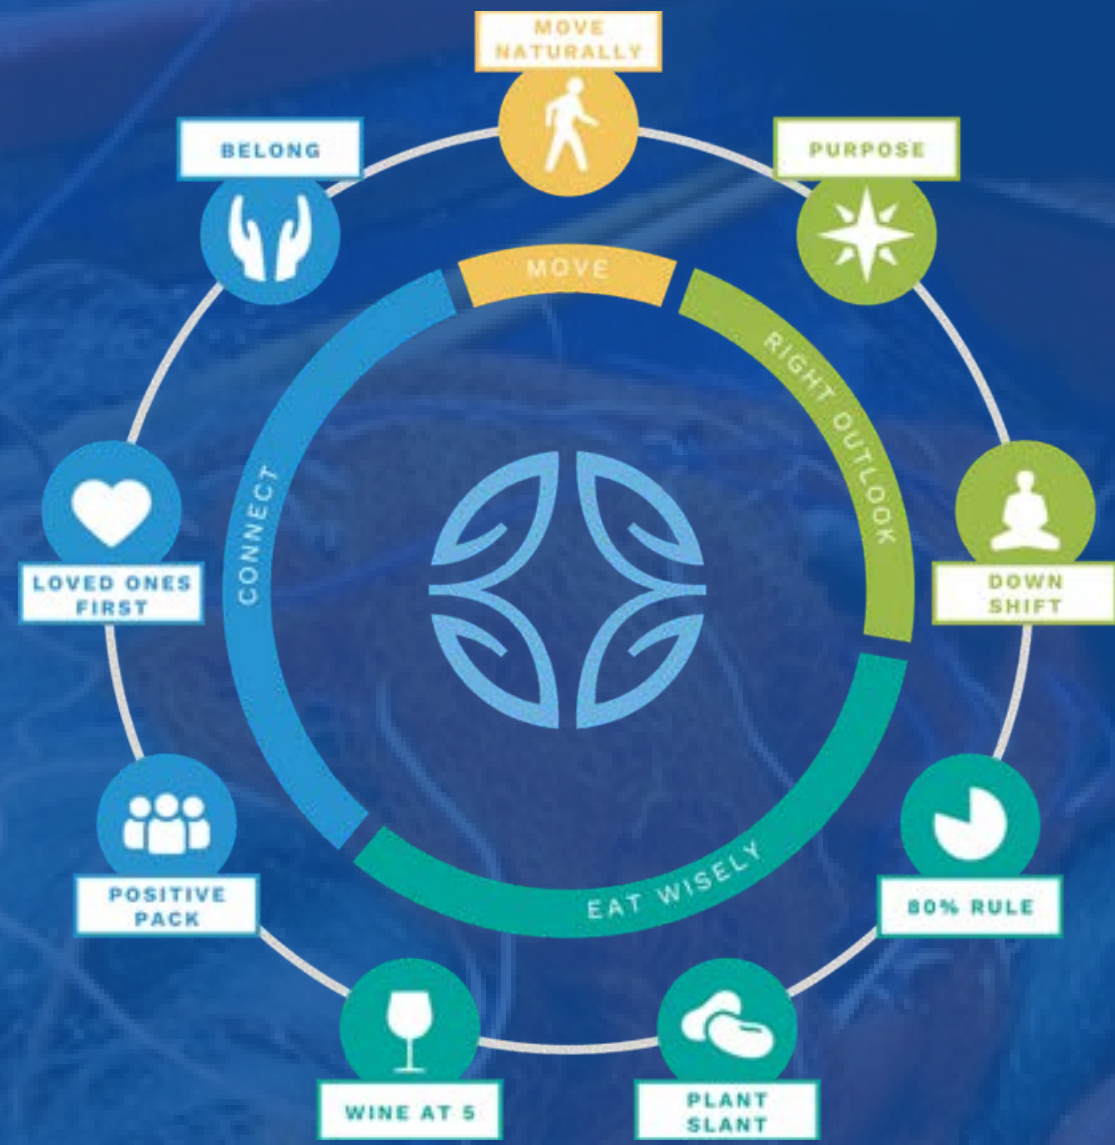 MOVE
NATURALLY
BELONG
PURPOSE
MOVE
RIGHT OUTLOOK
CONNECT
LOVED ONES
FIRST
DOWN
SHIFT
EAT WISELY
POSITIVE
PACK
80% RULE
WINE AT 5
PLANT
SLANT